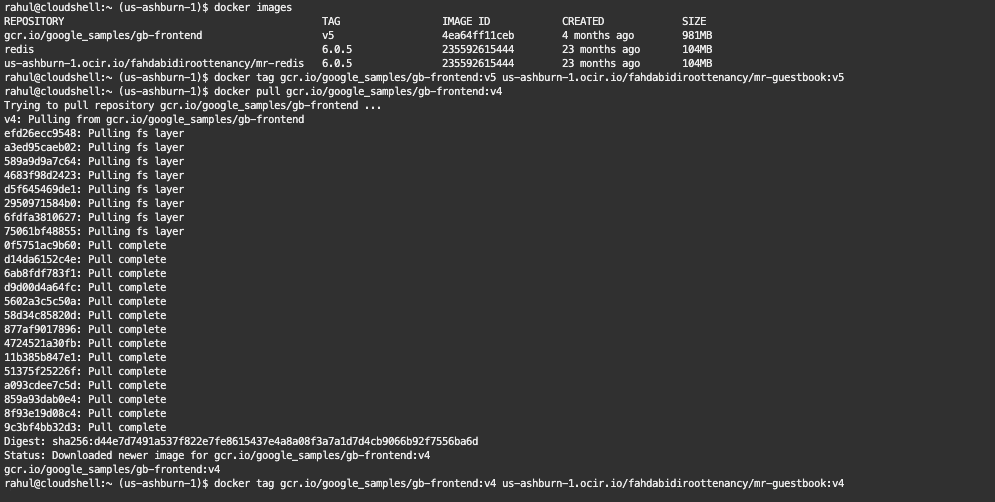 rahul@cloudshell:~ (us-ashburn-1)$ docker images
REPOSITORY TAG IMAGE ID CREATED SIZE
gcr.io/google_samples/gb-frontend v5 4ea64ff11ceb 4 months ago 981MB
redis 6.0.5 235592615444 23 months ago 104MB
us-ashburn-1.ocir.io/fahdabidiroottenancy/mr-redis 6.0.5 235592615444 23 months ago 104MB
rahul@cloudshell:~ (us-ashburn-1)$ docker tag gcr.io/google_samples/gb-frontend:v5 us-ashburn-1.ocir.io/fahdabidiroottenancy/mr-guestbook:v5
rahul@cloudshell:~ (us-ashburn-1)$ docker pull gcr.io/google_samples/gb-frontend:v4
Trying to pull repository gcr.io/google_samples/gb-frontend ...
v4: Pulling from gcr.io/google_samples/gb-frontend
efd26ecc9548: Pulling fs layer
a3ed95caeb02: Pulling fs layer
589a9d9a7c64: Pulling fs layer
4683f98d2423: Pulling fs layer
d5f645469de1: Pulling fs layer
2950971584b0: Pulling fs layer
6fdfa3810627: Pulling fs layer
75061bf48855: Pulling fs layer
0f5751ac9b60: Pull complete
d14da6152c4e: Pull complete
6ab8fdf783f1: Pull complete
d9d00d4a64fc: Pull complete
5602a3c5c50a: Pull complete
58d34c85820d: Pull complete
877af9017896: Pull complete
4724521a30fb: Pull complete
11b385b847e1: Pull complete
51375f25226f: Pull complete
a093cdee7c5d: Pull complete
859a93dab0e4: Pull complete
8f93e19d08c4: Pull complete
9c3bf4bb32d3: Pull complete
Digest: sha256:d44e7d7491a537f822e7fe8615437e4a8a08f3a7a1d7d4cb9066b92f7556ba6d
Status: Downloaded newer image for gcr.io/google_samples/gb-frontend:v4
gcr.io/google_samples/gb-frontend:v4
rahul@cloudshell:~ (us-ashburn-1)$ docker tag gcr.io/google_samples/gb-frontend:v4 us-ashburn-1.ocir.io/fahdabidiroottenancy/mr-guestbook:v4